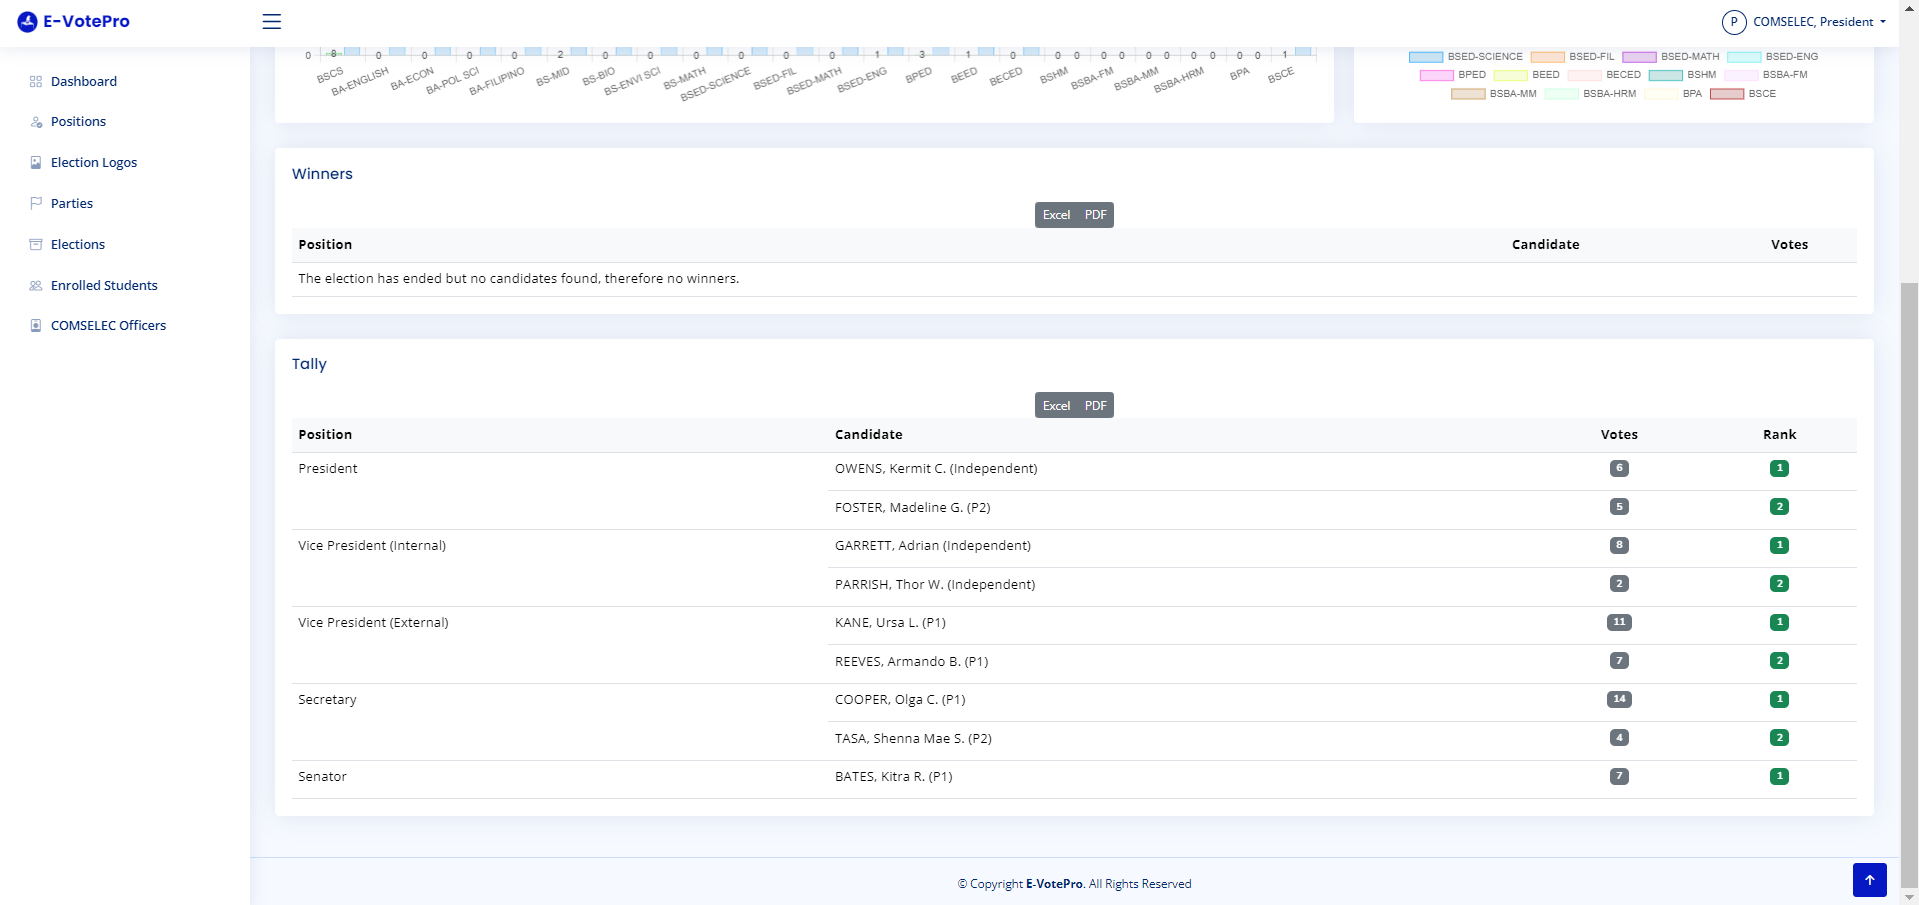 E-VotePro
P COMSELEC, President
Dashboard
Positions
Election Logos
Parties
Elections
Enrolled Students
COMSELEC Officers
0 8 0 0 0 0 2 0 0 0 0 0 0 1 3 1 0 0 0 0 0 0 0 0 0 1
BSCS BA-ENGLISH BA-ECON BA-POL SCI BA-FILIPINO BS-MID BS-BIO BS-ENVI SCI BS-MATH BSED-SCIENCE BSED-FIL BSED-MATH BSED-ENG BPED BEED BECED BSHM BSBA-FM BSBA-MM BSBA-HRM BPA BSCE
BSED-SCIENCE BSED-FIL BSED-MATH BSED-ENG
BPED BEED BECED BSHM BSBA-FM
BSBA-MM BSBA-HRM BPA BSCE
Winners
Excel PDF
Position Candidate Votes
The election has ended but no candidates found, therefore no winners.
Tally
Excel PDF
Position Candidate Votes Rank
President OWENS, Kermit C. (Independent) 6 1
FOSTER, Madeline G. (P2) 5 2
Vice President (Internal) GARRETT, Adrian (Independent) 8 1
PARRISH, Thor W. (Independent) 2 2
Vice President (External) KANE, Ursa L. (P1) 11 1
REEVES, Armando B. (P1) 7 2
Secretary COOPER, Olga C. (P1) 14 1
TASA, Shenna Mae S. (P2) 4 2
Senator BATES, Kitra R. (P1) 7 1
© Copyright E-VotePro. All Rights Reserved